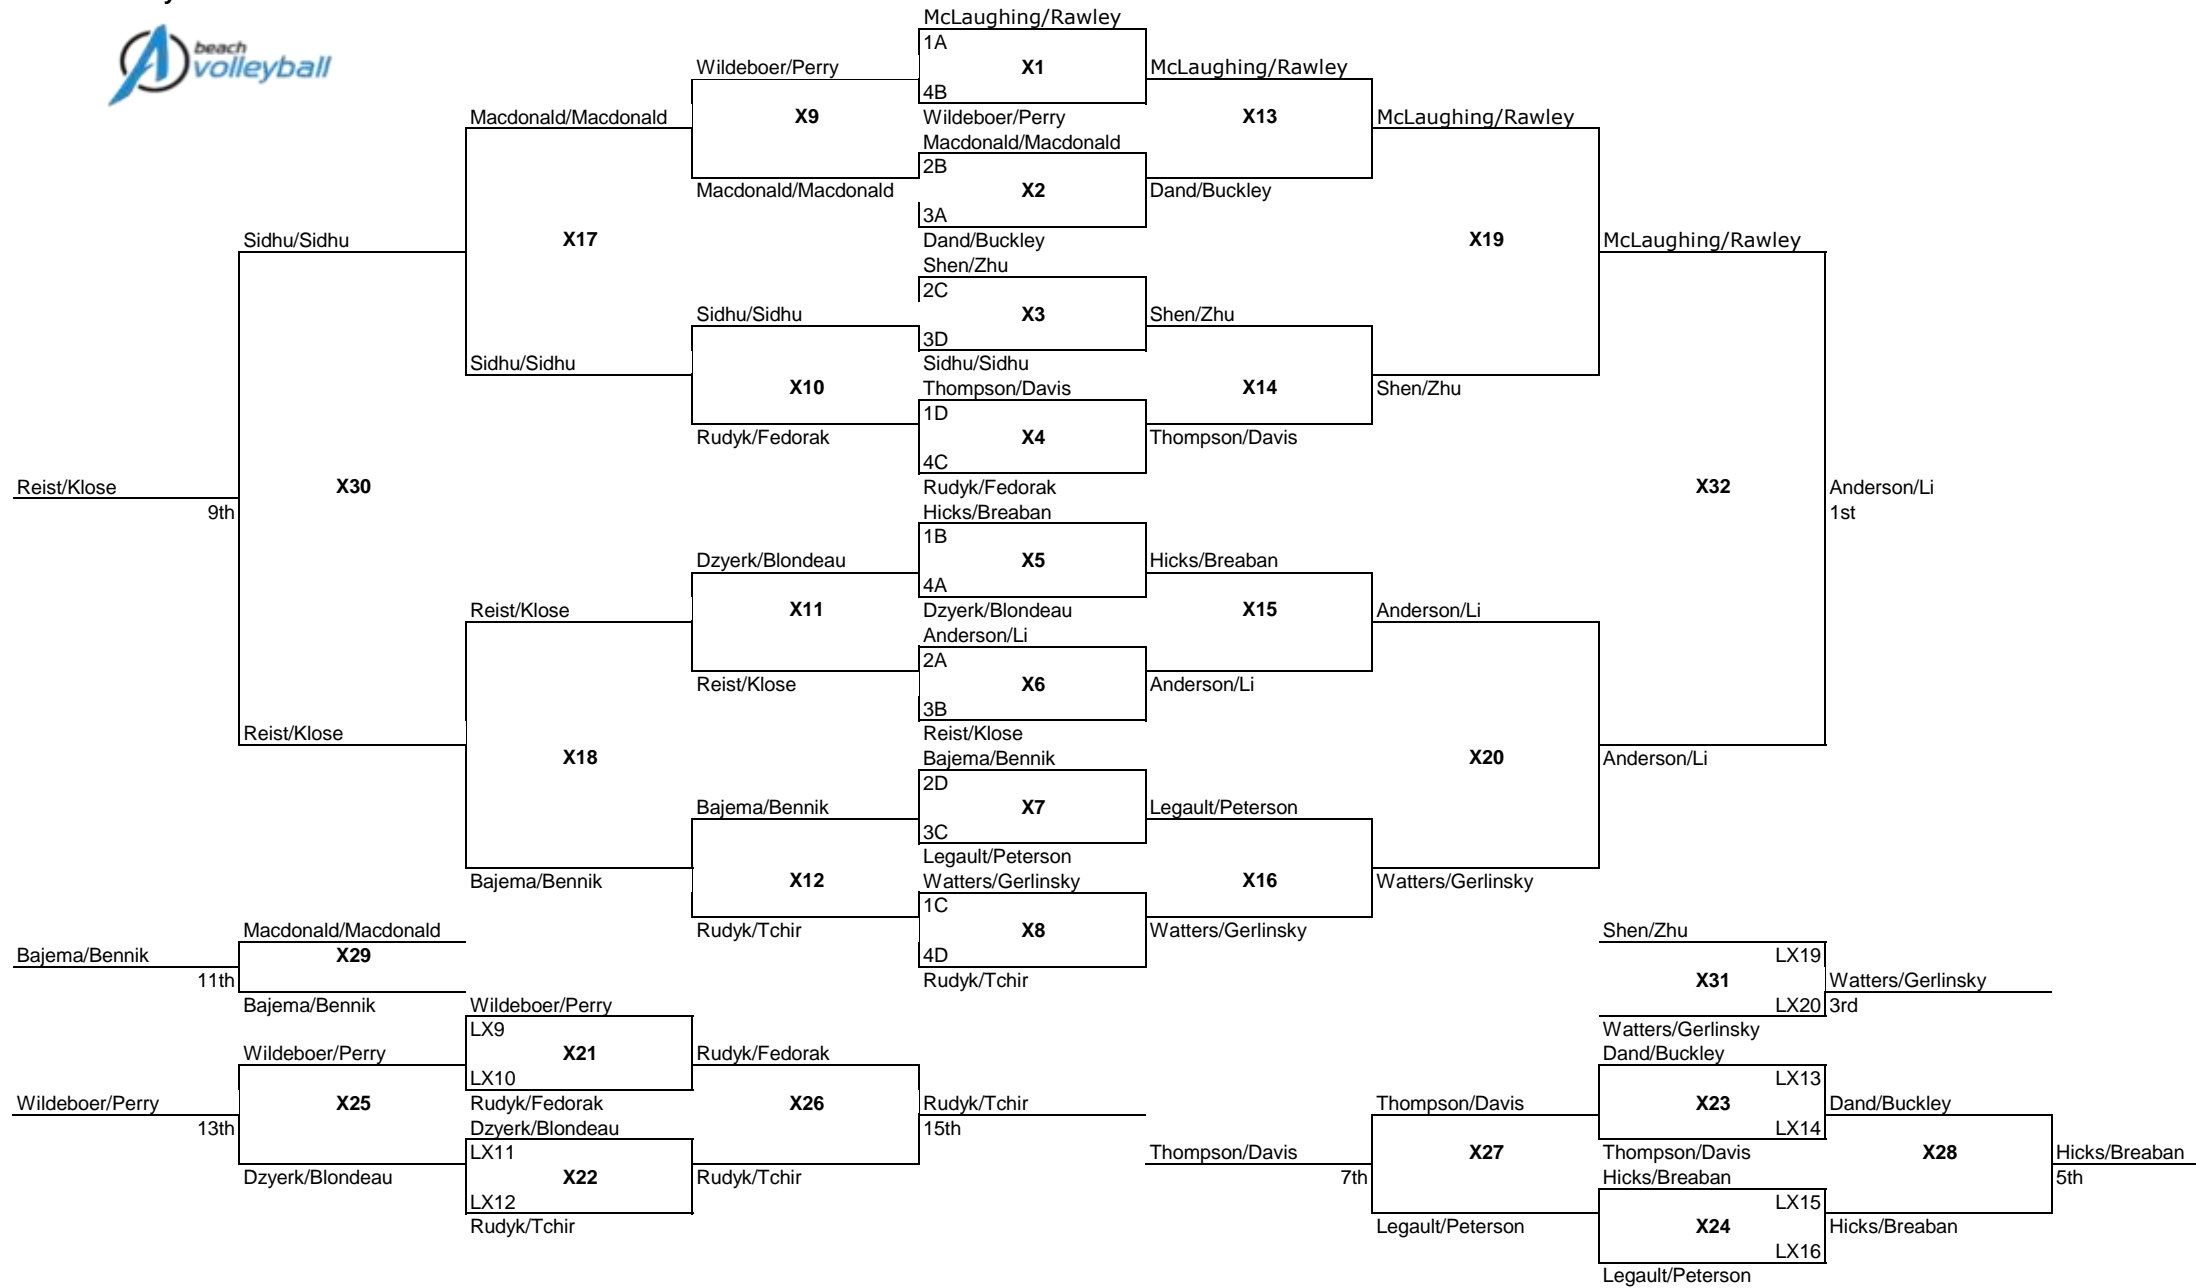 McLaughing/Rawley
beach
volleyball
1A
Wildeboer/Perry
X1
McLaughing/Rawley
4B
Macdonald/Macdonald
X9
Wildeboer/Perry
X13
McLaughing/Rawley
Macdonald/Macdonald
2B
Macdonald/Macdonald
X2
Dand/Buckley
3A
Sidhu/Sidhu
X17
Dand/Buckley
X19
McLaughing/Rawley
Shen/Zhu
2C
Sidhu/Sidhu
X3
Shen/Zhu
3D
Sidhu/Sidhu
Sidhu/Sidhu
X10
Thompson/Davis
X14
Shen/Zhu
1D
Rudyk/Fedorak
X4
Thompson/Davis
4C
Reist/Klose
X30
Rudyk/Fedorak
X32
Anderson/Li
9th
Hicks/Breaban
1st
1B
Dzyerk/Blondeau
X5
Hicks/Breaban
4A
Reist/Klose
X11
Dzyerk/Blondeau
X15
Anderson/Li
Anderson/Li
2A
Reist/Klose
X6
Anderson/Li
3B
Reist/Klose
Reist/Klose
X18
Bajema/Bennik
X20
Anderson/Li
2D
Bajema/Bennik
X7
Legault/Peterson
3C
Legault/Peterson
Bajema/Bennik
X12
Watters/Gerlinsky
X16
Watters/Gerlinsky
1C
Macdonald/Macdonald
Rudyk/Tchir
X8
Watters/Gerlinsky
Shen/Zhu
Bajema/Bennik
X29
4D
LX19
11th
Rudyk/Tchir
X31
Watters/Gerlinsky
Bajema/Bennik
Wildeboer/Perry
LX20
3rd
LX9
Watters/Gerlinsky
Wildeboer/Perry
X21
Rudyk/Fedorak
Dand/Buckley
LX10
LX13
Wildeboer/Perry
X25
Rudyk/Fedorak
X26
Rudyk/Tchir
Thompson/Davis
X23
Dand/Buckley
13th
Dzyerk/Blondeau
15th
LX14
LX11
Thompson/Davis
X27
Thompson/Davis
X28
Hicks/Breaban
Dzyerk/Blondeau
X22
Rudyk/Tchir
7th
Hicks/Breaban
5th
LX12
LX15
Rudyk/Tchir
Legault/Peterson
X24
Hicks/Breaban
LX16
Legault/Peterson